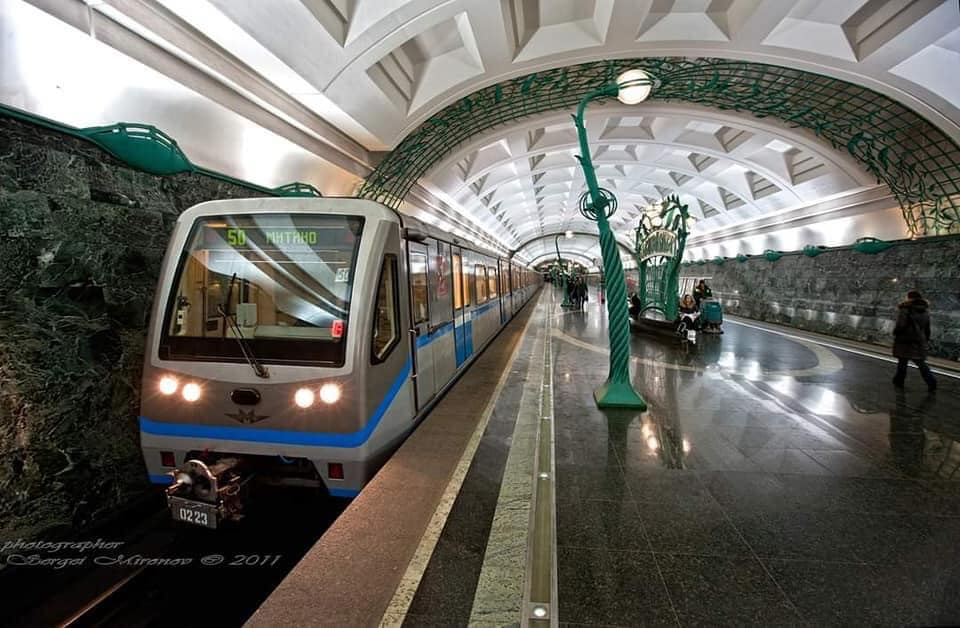 50 МИТИНО
0223
photographer
Sergei Mironov © 2011